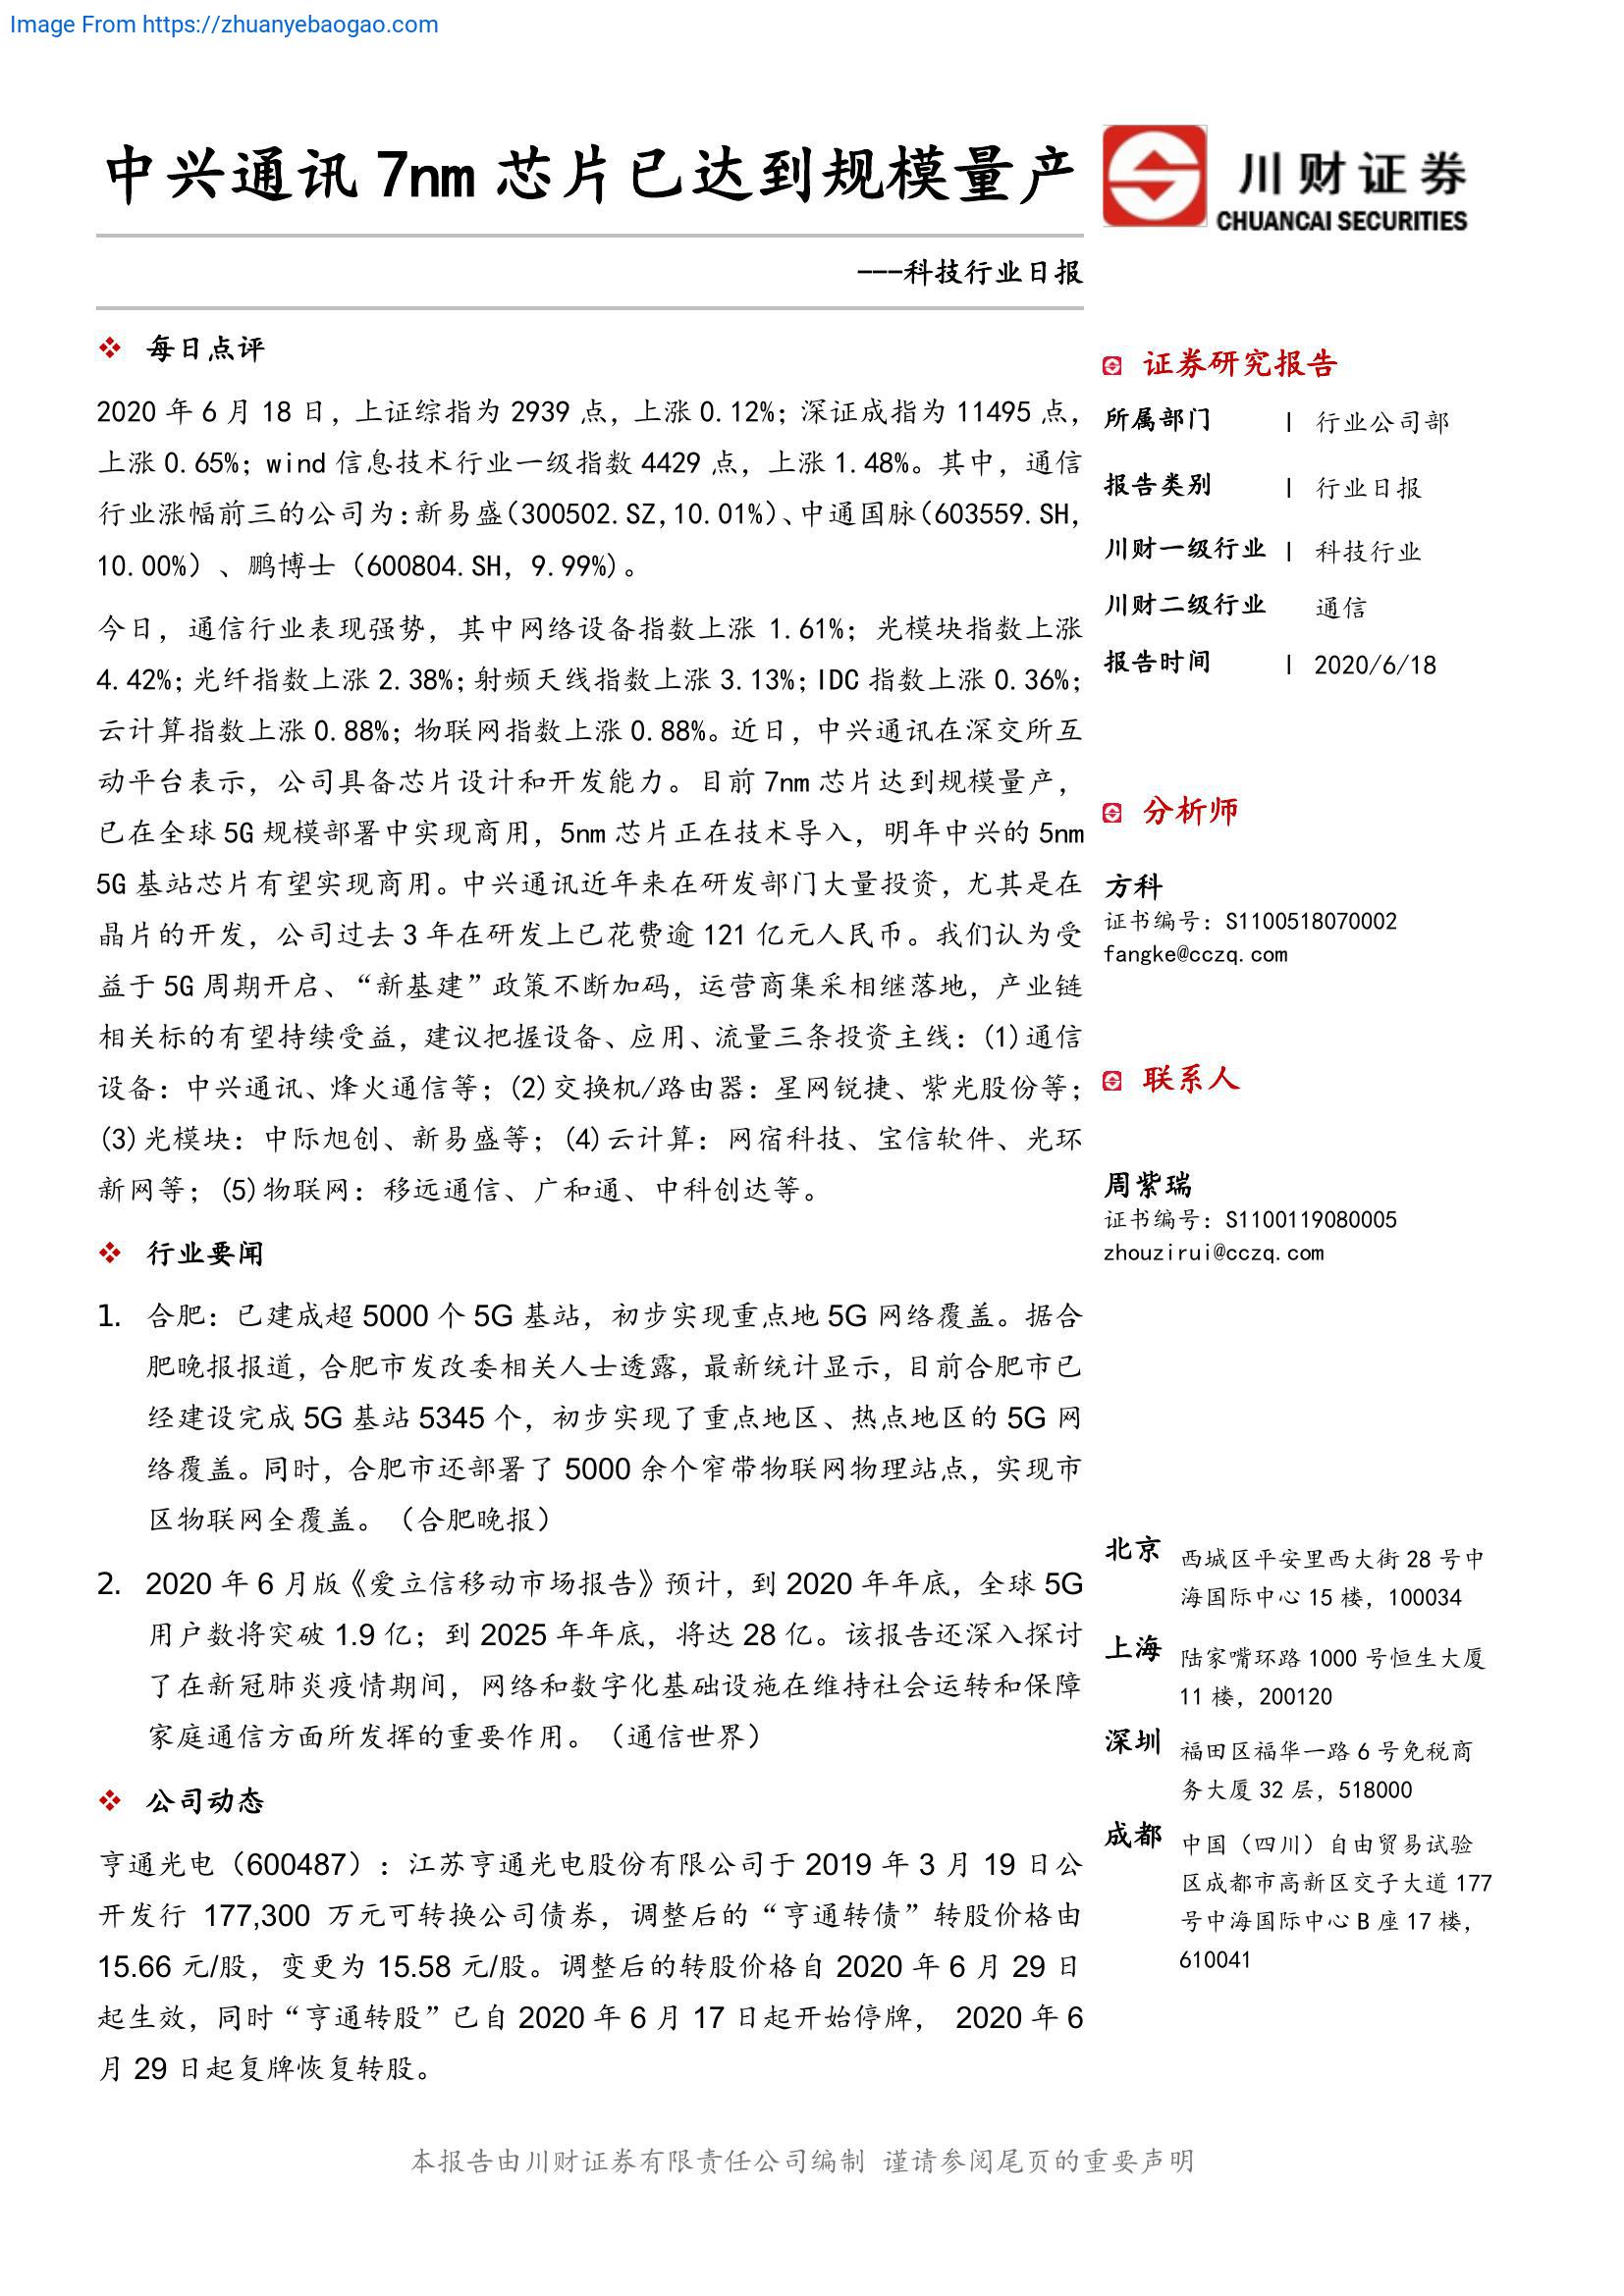 Image From https://zhuanyebaogao.com
中兴通讯 7nm 芯片已达到规模量产
川财证券
CHUANCAI SECURITIES
---科技行业日报
每日点评
2020 年 6 月 18 日，上证综指为 2939 点，上涨 0.12%；深证成指为 11495 点，
上涨 0.65%；wind 信息技术行业一级指数 4429 点，上涨 1.48%。其中，通信
行业涨幅前三的公司为：新易盛（300502.SZ,10.01%）、中通国脉（603559.SH，
10.00%）、鹏博士（600804.SH，9.99%)。
今日，通信行业表现强势，其中网络设备指数上涨 1.61%；光模块指数上涨
4.42%；光纤指数上涨 2.38%；射频天线指数上涨 3.13%；IDC 指数上涨 0.36%；
云计算指数上涨 0.88%；物联网指数上涨 0.88%。近日，中兴通讯在深交所互
动平台表示，公司具备芯片设计和开发能力。目前 7nm 芯片达到规模量产，
已在全球 5G 规模部署中实现商用，5nm 芯片正在技术导入，明年中兴的 5nm
5G 基站芯片有望实现商用。中兴通讯近年来在研发部门大量投资，尤其是在
晶片的开发，公司过去 3 年在研发上已花费逾 121 亿元人民币。我们认为受
益于 5G 周期开启、“新基建”政策不断加码，运营商集采相继落地，产业链
相关标的有望持续受益，建议把握设备、应用、流量三条投资主线：(1)通信
设备：中兴通讯、烽火通信等；(2)交换机/路由器：星网锐捷、紫光股份等；
(3)光模块：中际旭创、新易盛等；(4)云计算：网宿科技、宝信软件、光环
新网等；(5)物联网：移远通信、广和通、中科创达等。
行业要闻
1. 合肥：已建成超 5000 个 5G 基站，初步实现重点地 5G 网络覆盖。据合
肥晚报报道，合肥市发改委相关人士透露，最新统计显示，目前合肥市已
经建设完成 5G 基站 5345 个，初步实现了重点地区、热点地区的 5G 网
络覆盖。同时，合肥市还部署了 5000 余个窄带物联网物理站点，实现市
区物联网全覆盖。（合肥晚报）
2. 2020 年 6 月版《爱立信移动市场报告》预计，到 2020 年年底，全球 5G
用户数将突破 1.9 亿；到 2025 年年底，将达 28 亿。该报告还深入探讨
了在新冠肺炎疫情期间，网络和数字化基础设施在维持社会运转和保障
家庭通信方面所发挥的重要作用。（通信世界）
公司动态
亨通光电（600487）：江苏亨通光电股份有限公司于 2019 年 3 月 19 日公
开发行 177,300 万元可转换公司债券，调整后的“亨通转债”转股价格由
15.66 元/股，变更为 15.58 元/股。调整后的转股价格自 2020 年 6 月 29 日
起生效，同时“亨通转股”已自 2020 年 6 月 17 日起开始停牌， 2020 年 6
月 29 日起复牌恢复转股。
证券研究报告
所属部门 | 行业公司部
报告类别 | 行业日报
川财一级行业 | 科技行业
川财二级行业 通信
报告时间 | 2020/6/18
分析师
方科
证书编号：S1100518070002
fangke@cczq.com
联系人
周紫瑞
证书编号：S1100119080005
zhouzirui@cczq.com
北京 西城区平安里西大街 28 号中
海国际中心 15 楼，100034
上海 陆家嘴环路 1000 号恒生大厦
11 楼，200120
深圳 福田区福华一路 6 号免税商
务大厦 32 层，518000
成都 中国（四川）自由贸易试验
区成都市高新区交子大道 177
号中海国际中心 B 座 17 楼，
610041
本报告由川财证券有限责任公司编制 谨请参阅尾页的重要声明